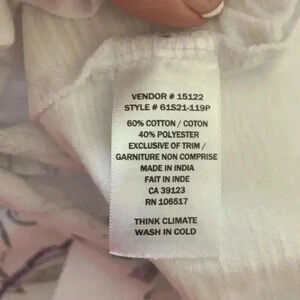 VENDOR # 15122
STYLE # 61S21-119P
60% COTTON / COTON
40% POLYESTER
EXCLUSIVE OF TRIM /
GARNITURE NON COMPRISE
MADE IN INDIA
FAIT IN INDE
CA 39123
RN 106517
THINK CLIMATE
WASH IN COLD